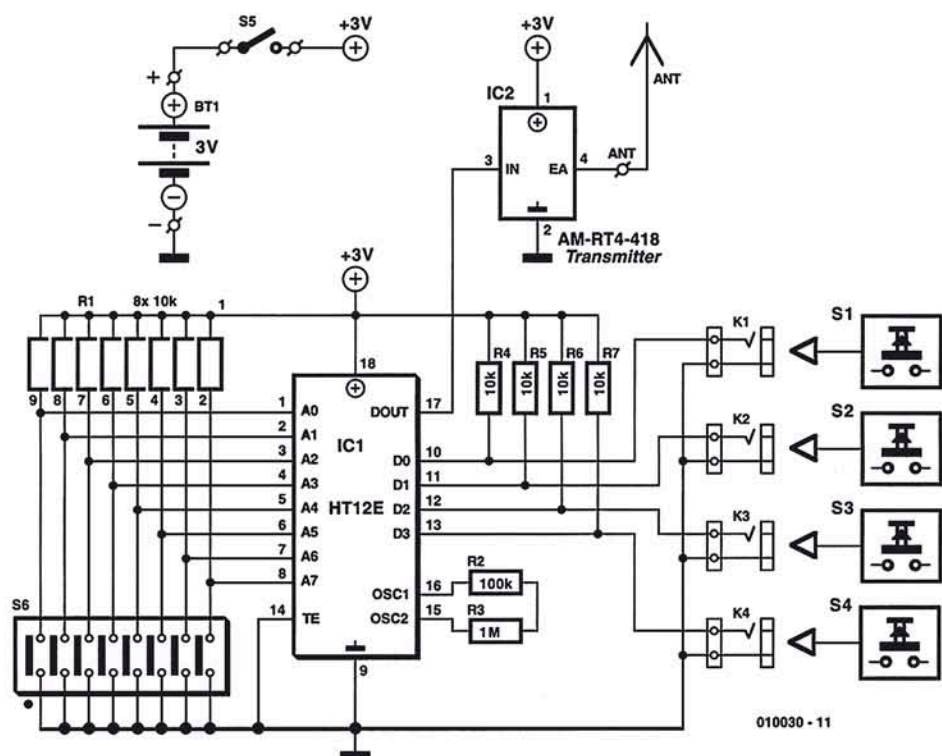 S5
+3V
+
BT1
3V
−
+3V
IC2
1
3
IN
EA
4
ANT
ANT
2
AM-RT4-418
Transmitter
+3V
R1
8x 10k
1
9
8
7
6
5
4
3
2
18
1
A0
2
A1
3
A2
4
A3
5
A4
6
A5
7
A6
8
A7
14
TE
IC1
HT12E
DOUT
17
D0
10
D1
11
D2
12
D3
13
OSC1
16
OSC2
15
9
R2
100k
R3
1M
R4
10k
R5
10k
R6
10k
R7
10k
K1
K2
K3
K4
S1
S2
S3
S4
S6
010030 - 11